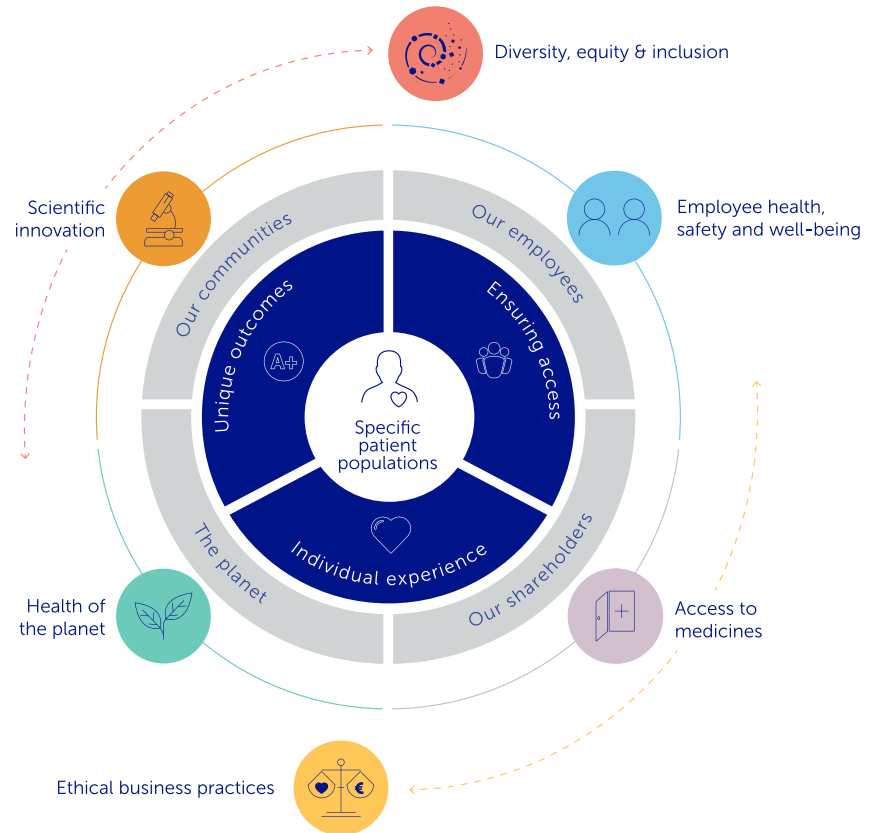 Diversity, equity & inclusion
Scientific
innovation
Employee health,
safety and well-being
Our communities
Our employees
Unique outcomes
A+
Ensuring access
Specific
patient
populations
Individual experience
The planet
Our shareholders
Health of
the planet
Access to
medicines
Ethical business practices
€